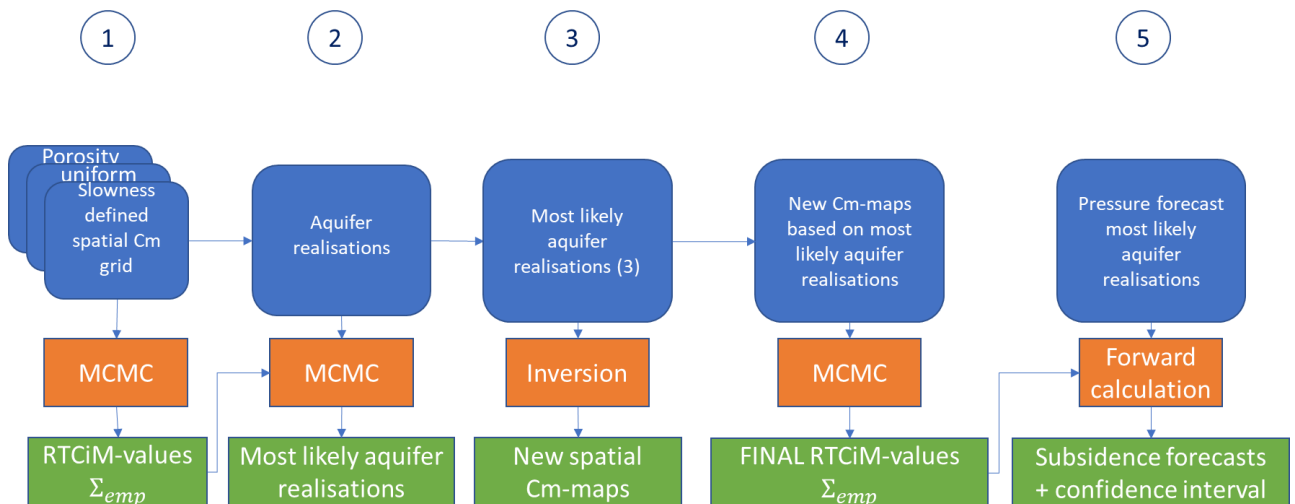 1
2
3
4
5
Porosity
uniform
Slowness
defined
spatial Cm
grid
Aquifer
realisations
Most likely
aquifer
realisations (3)
New Cm-maps
based on most
likely aquifer
realisations
Pressure forecast
most likely
aquifer
realisations
MCMC
MCMC
Inversion
MCMC
Forward
calculation
RTCiM-values
Σ_emp
Most likely aquifer
realisations
New spatial
Cm-maps
FINAL RTCiM-values
Σ_emp
Subsidence forecasts
+ confidence interval